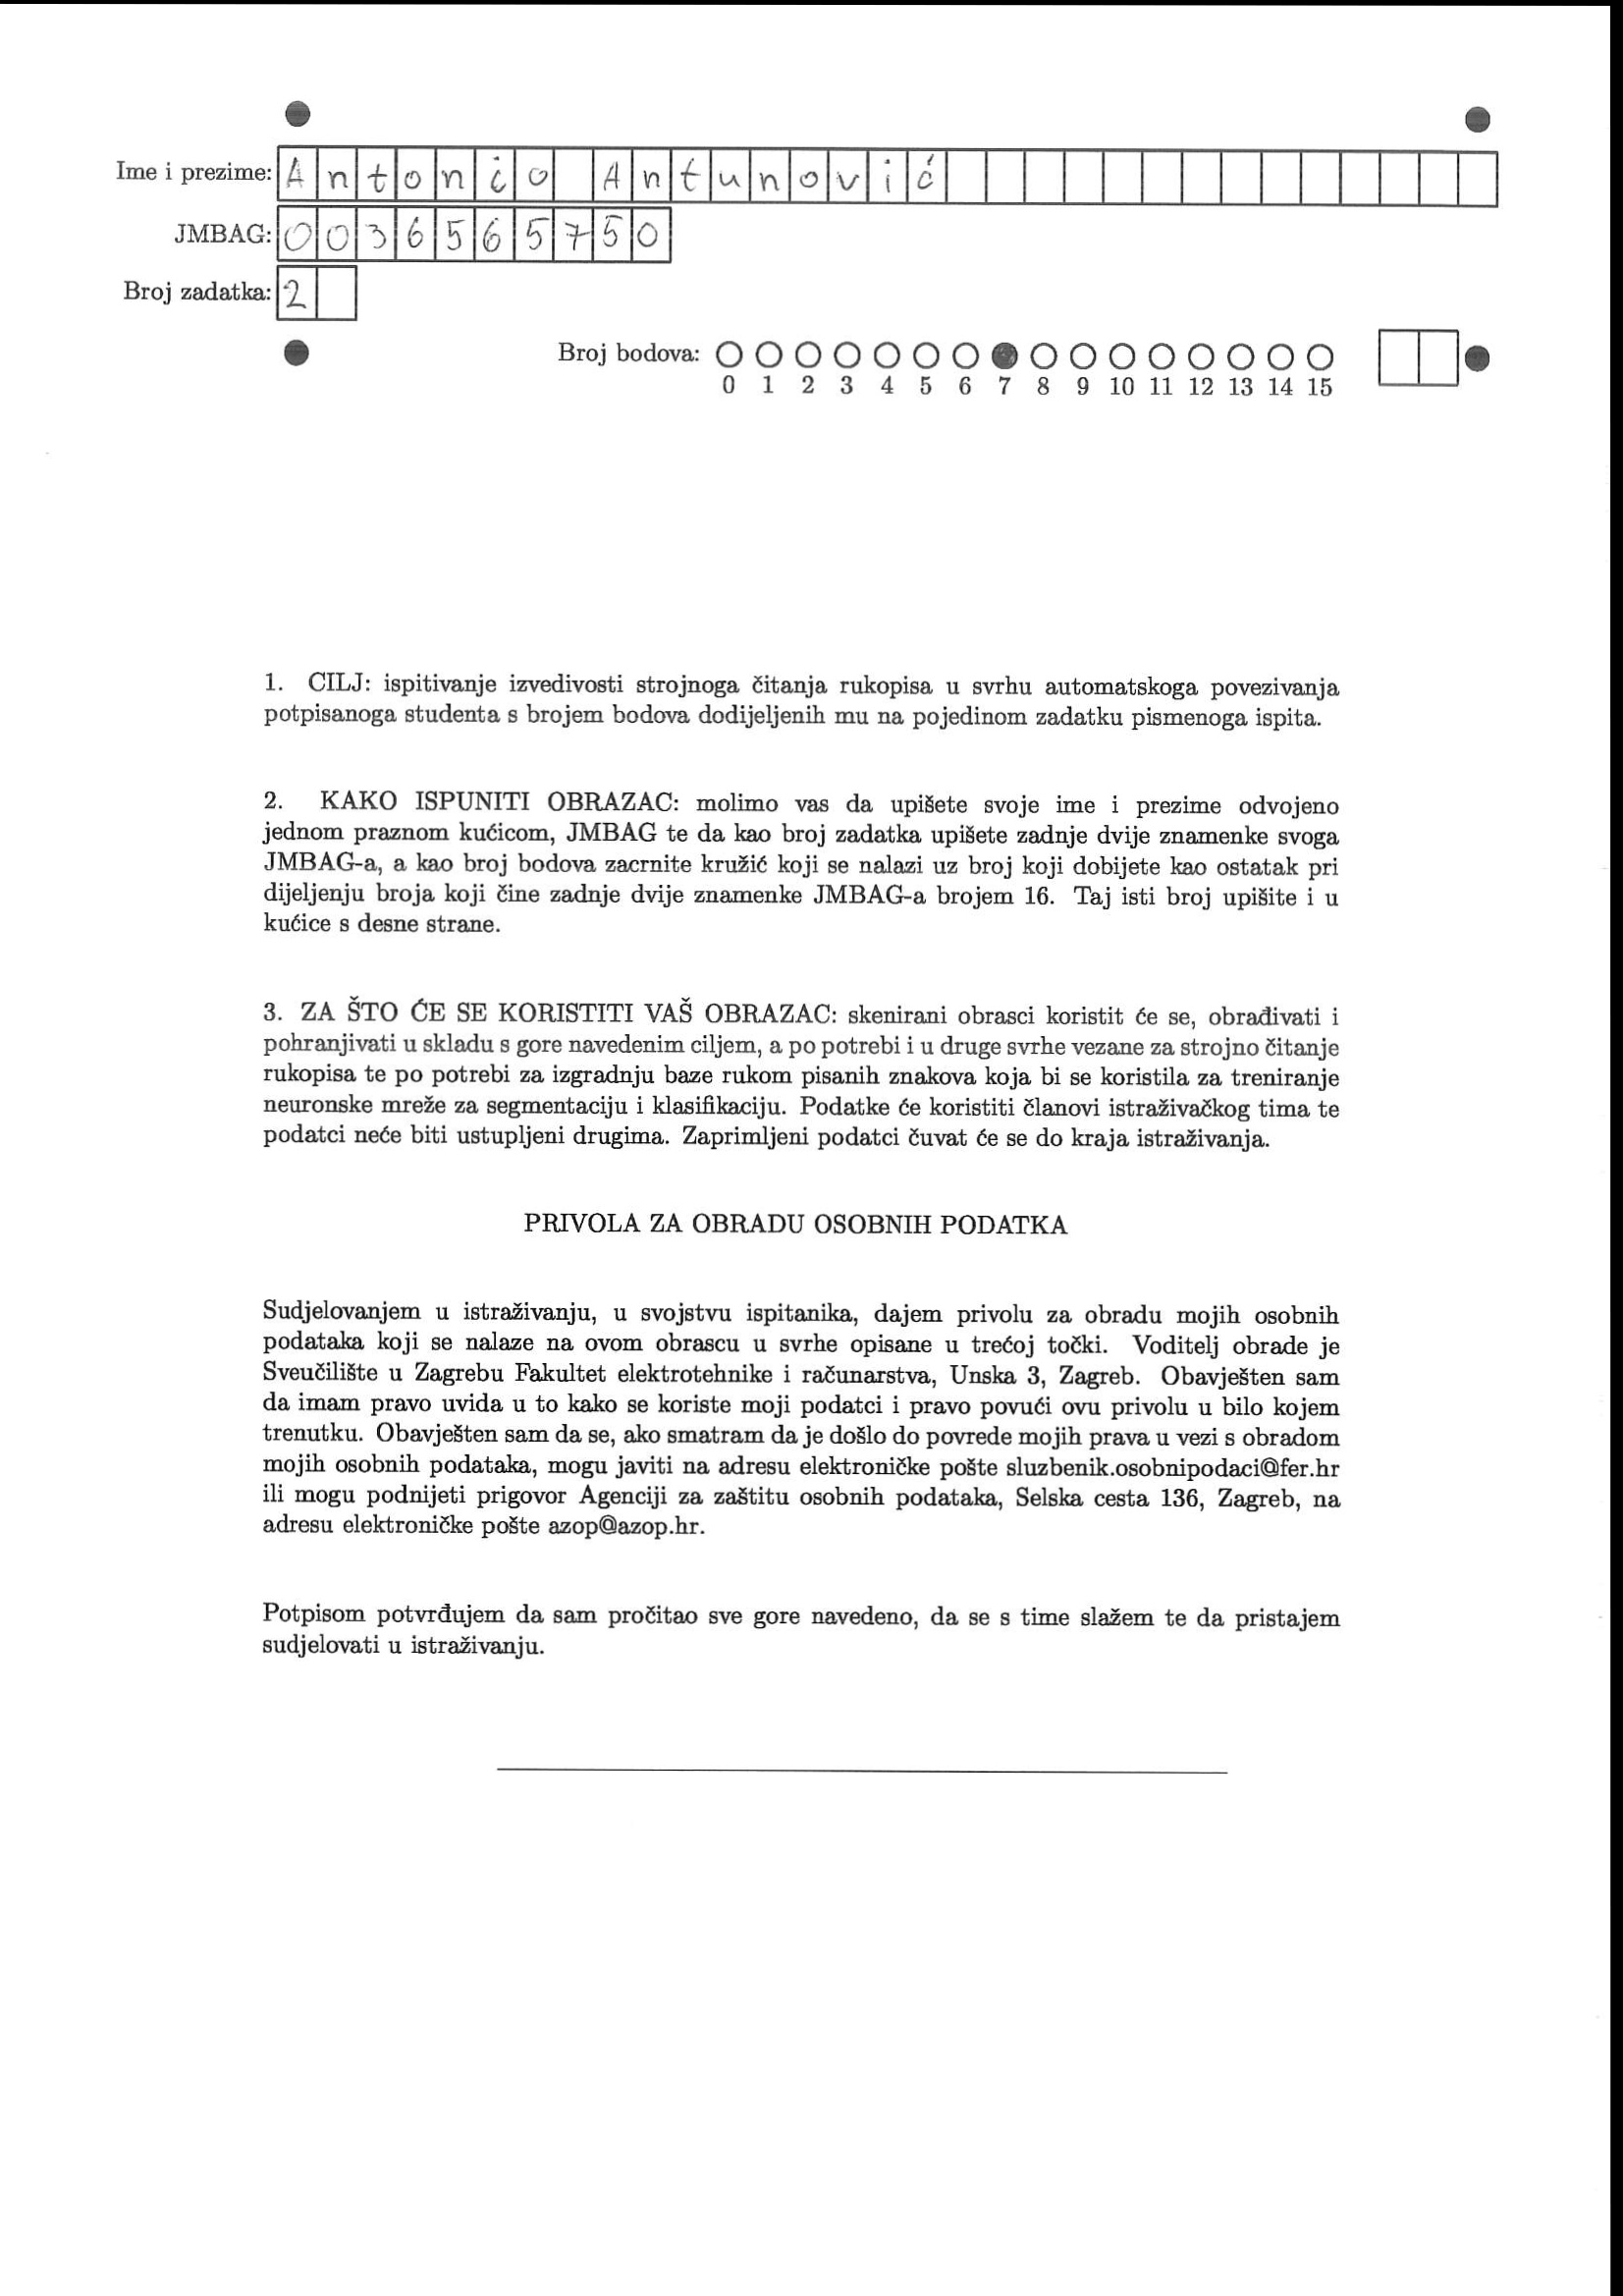 Ime i prezime: Antonio Antunović
JMBAG: 0036565750
Broj zadatka: 2
Broj bodova:
0 1 2 3 4 5 6 7 8 9 10 11 12 13 14 15
1. CILJ: ispitivanje izvedivosti strojnoga čitanja rukopisa u svrhu automatskoga povezivanja
potpisanoga studenta s brojem bodova dodijeljenih mu na pojedinom zadatku pismenoga ispita.
2. KAKO ISPUNITI OBRAZAC: molimo vas da upišete svoje ime i prezime odvojeno
jednom praznom kućicom, JMBAG te da kao broj zadatka upišete zadnje dvije znamenke svoga
JMBAG-a, a kao broj bodova zacrnite kružić koji se nalazi uz broj koji dobijete kao ostatak pri
dijeljenju broja koji čine zadnje dvije znamenke JMBAG-a brojem 16. Taj isti broj upišite i u
kućice s desne strane.
3. ZA ŠTO ĆE SE KORISTITI VAŠ OBRAZAC: skenirani obrasci koristit će se, obrađivati i
pohranjivati u skladu s gore navedenim ciljem, a po potrebi i u druge svrhe vezane za strojno čitanje
rukopisa te po potrebi za izgradnju baze rukom pisanih znakova koja bi se koristila za treniranje
neuronske mreže za segmentaciju i klasifikaciju. Podatke će koristiti članovi istraživačkog tima te
podatci neće biti ustupljeni drugima. Zaprimljeni podatci čuvat će se do kraja istraživanja.
PRIVOLA ZA OBRADU OSOBNIH PODATKA
Sudjelovanjem u istraživanju, u svojstvu ispitanika, dajem privolu za obradu mojih osobnih
podataka koji se nalaze na ovom obrascu u svrhe opisane u trećoj točki. Voditelj obrade je
Sveučilište u Zagrebu Fakultet elektrotehnike i računarstva, Unska 3, Zagreb. Obavješten sam
da imam pravo uvida u to kako se koriste moji podatci i pravo povući ovu privolu u bilo kojem
trenutku. Obavješten sam da se, ako smatram da je došlo do povrede mojih prava u vezi s obradom
mojih osobnih podataka, mogu javiti na adresu elektroničke pošte sluzbenik.osobnipodaci@fer.hr
ili mogu podnijeti prigovor Agenciji za zaštitu osobnih podataka, Selska cesta 136, Zagreb, na
adresu elektroničke pošte azop@azop.hr.
Potpisom potvrđujem da sam pročitao sve gore navedeno, da se s time slažem te da pristajem
sudjelovati u istraživanju.